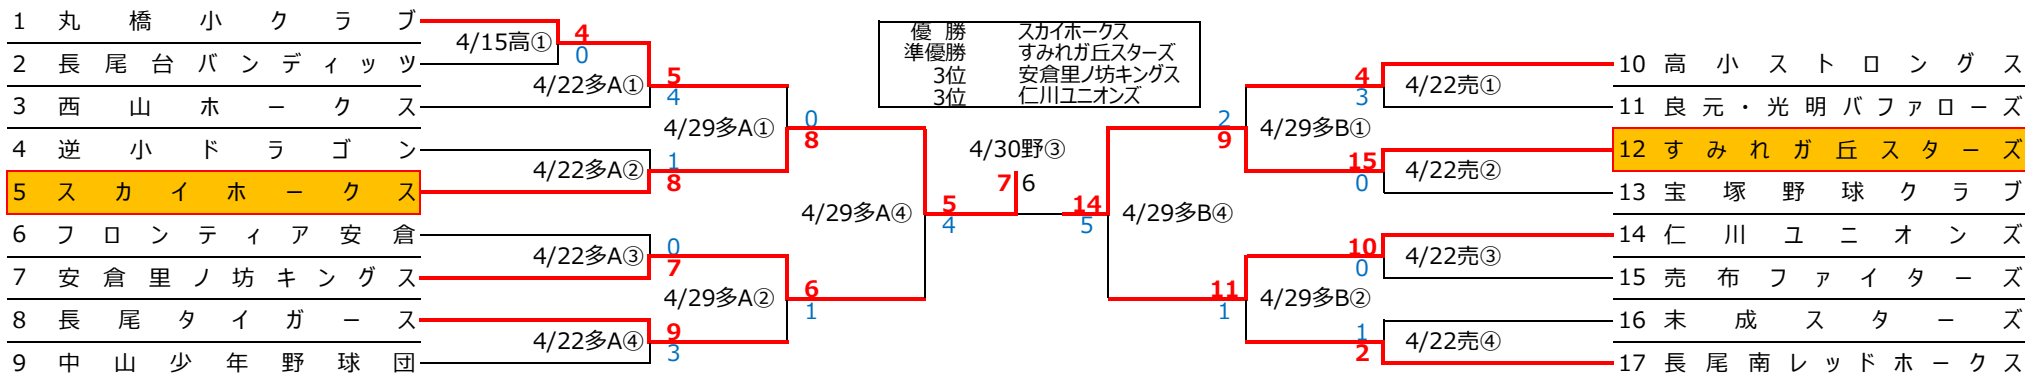 1 丸橋小クラブ
2 長尾台バンディッツ
3 西山ホークス
4 逆小ドラゴン
5 スカイホークス
6 フロンティア安倉
7 安倉里ノ坊キングス
8 長尾タイガース
9 中山少年野球団
4/15高①
4
0
4/22多A①
5
4
4/22多A②
1
8
4/22多A③
0
7
4/22多A④
9
3
4/29多A①
0
8
4/29多A②
6
1
4/29多A④
5
4
優勝 スカイホークス
準優勝 すみれガ丘スターズ
3位 安倉里ノ坊キングス
3位 仁川ユニオンズ
4/30野③
7 6
14
5
4/29多B④
2
9
4/29多B①
11
1
4/29多B②
4
3
4/22売①
15
0
4/22売②
10
0
4/22売③
1
2
4/22売④
10 高小ストロングス
11 良元・光明バファローズ
12 すみれガ丘スターズ
13 宝塚野球クラブ
14 仁川ユニオンズ
15 売布ファイターズ
16 末成スターズ
17 長尾南レッドホークス